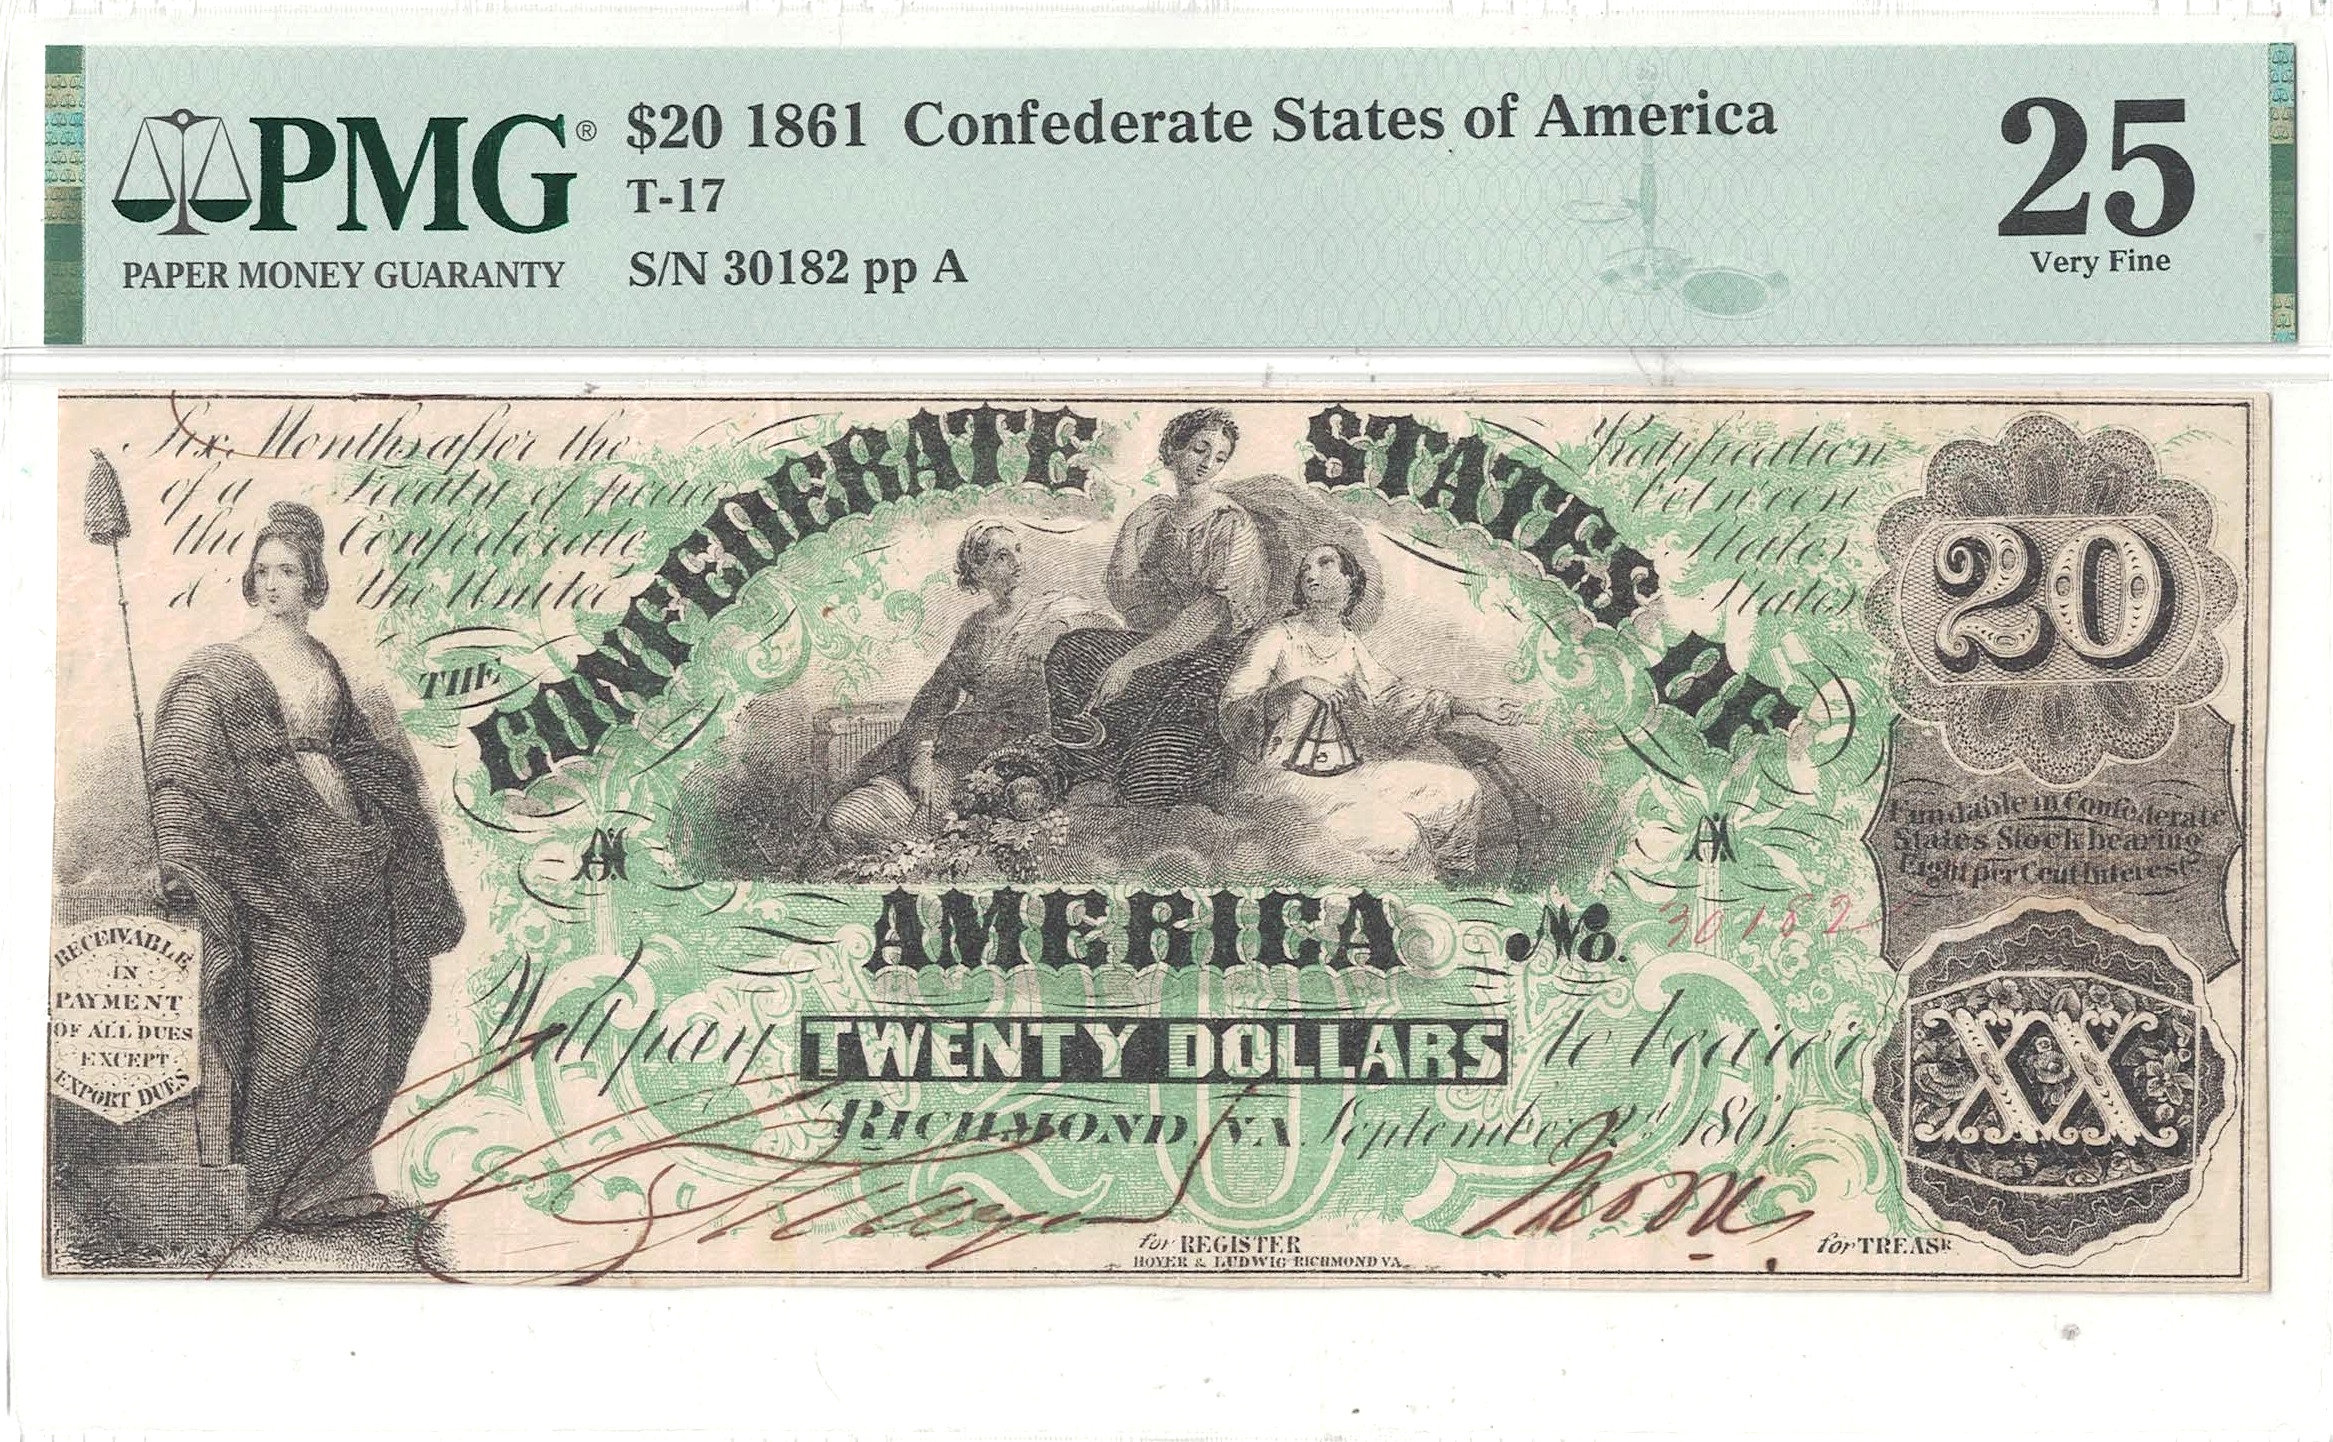 PMG®
PAPER MONEY GUARANTY
$20 1861 Confederate States of America
T-17
S/N 30182 pp A
25
Very Fine
Six Months after the Ratification
of a Treaty of peace between
the Confederate States
& the United States
THE
CONFEDERATE STATES OF
A A
AMERICA
No. 30182
Will pay TWENTY DOLLARS to bearer
RICHMOND, VA. September 2d 1861.
for REGISTER
HOYER & LUDWIG RICHMOND VA.
for TREASR
RECEIVABLE
IN
PAYMENT
OF ALL DUES
EXCEPT
EXPORT DUES
20
Fundable in Confederate
States Stock bearing
Eight per Cent Interest.
XX